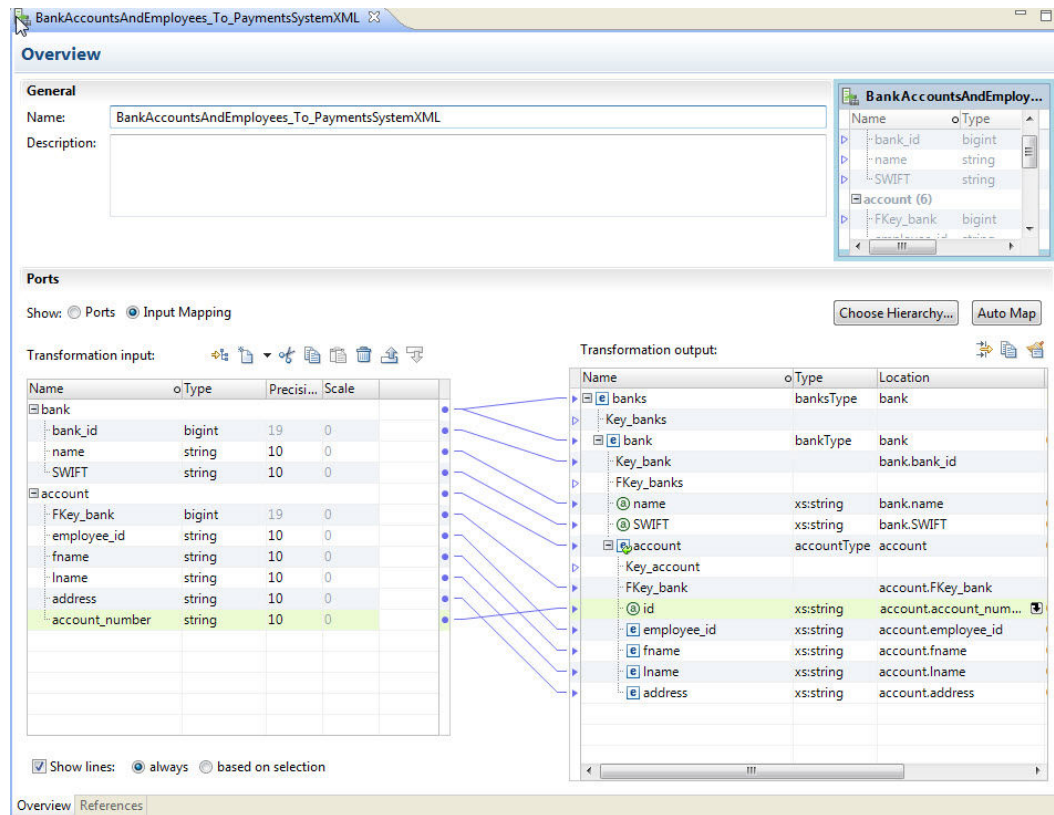 BankAccountsAndEmployees_To_PaymentsSystemXML
Overview
General
Name: BankAccountsAndEmployees_To_PaymentsSystemXML
Description:
BankAccountsAndEmploy...
Name Type
bank_id bigint
name string
SWIFT string
account (6)
FKey_bank bigint
Ports
Show: Ports Input Mapping
Choose Hierarchy... Auto Map
Transformation input:
Name Type Precisi... Scale
bank
bank_id bigint 19 0
name string 10 0
SWIFT string 10 0
account
FKey_bank bigint 19 0
employee_id string 10 0
fname string 10 0
lname string 10 0
address string 10 0
account_number string 10 0
Show lines: always based on selection
Transformation output:
Name Type Location
e banks banksType bank
Key_banks
e bank bankType bank
Key_bank bank.bank_id
FKey_banks
a name xs:string bank.name
a SWIFT xs:string bank.SWIFT
e account accountType account
Key_account
FKey_bank account.FKey_bank
a id xs:string account.account_num...
e employee_id xs:string account.employee_id
e fname xs:string account.fname
e lname xs:string account.lname
e address xs:string account.address
Overview References